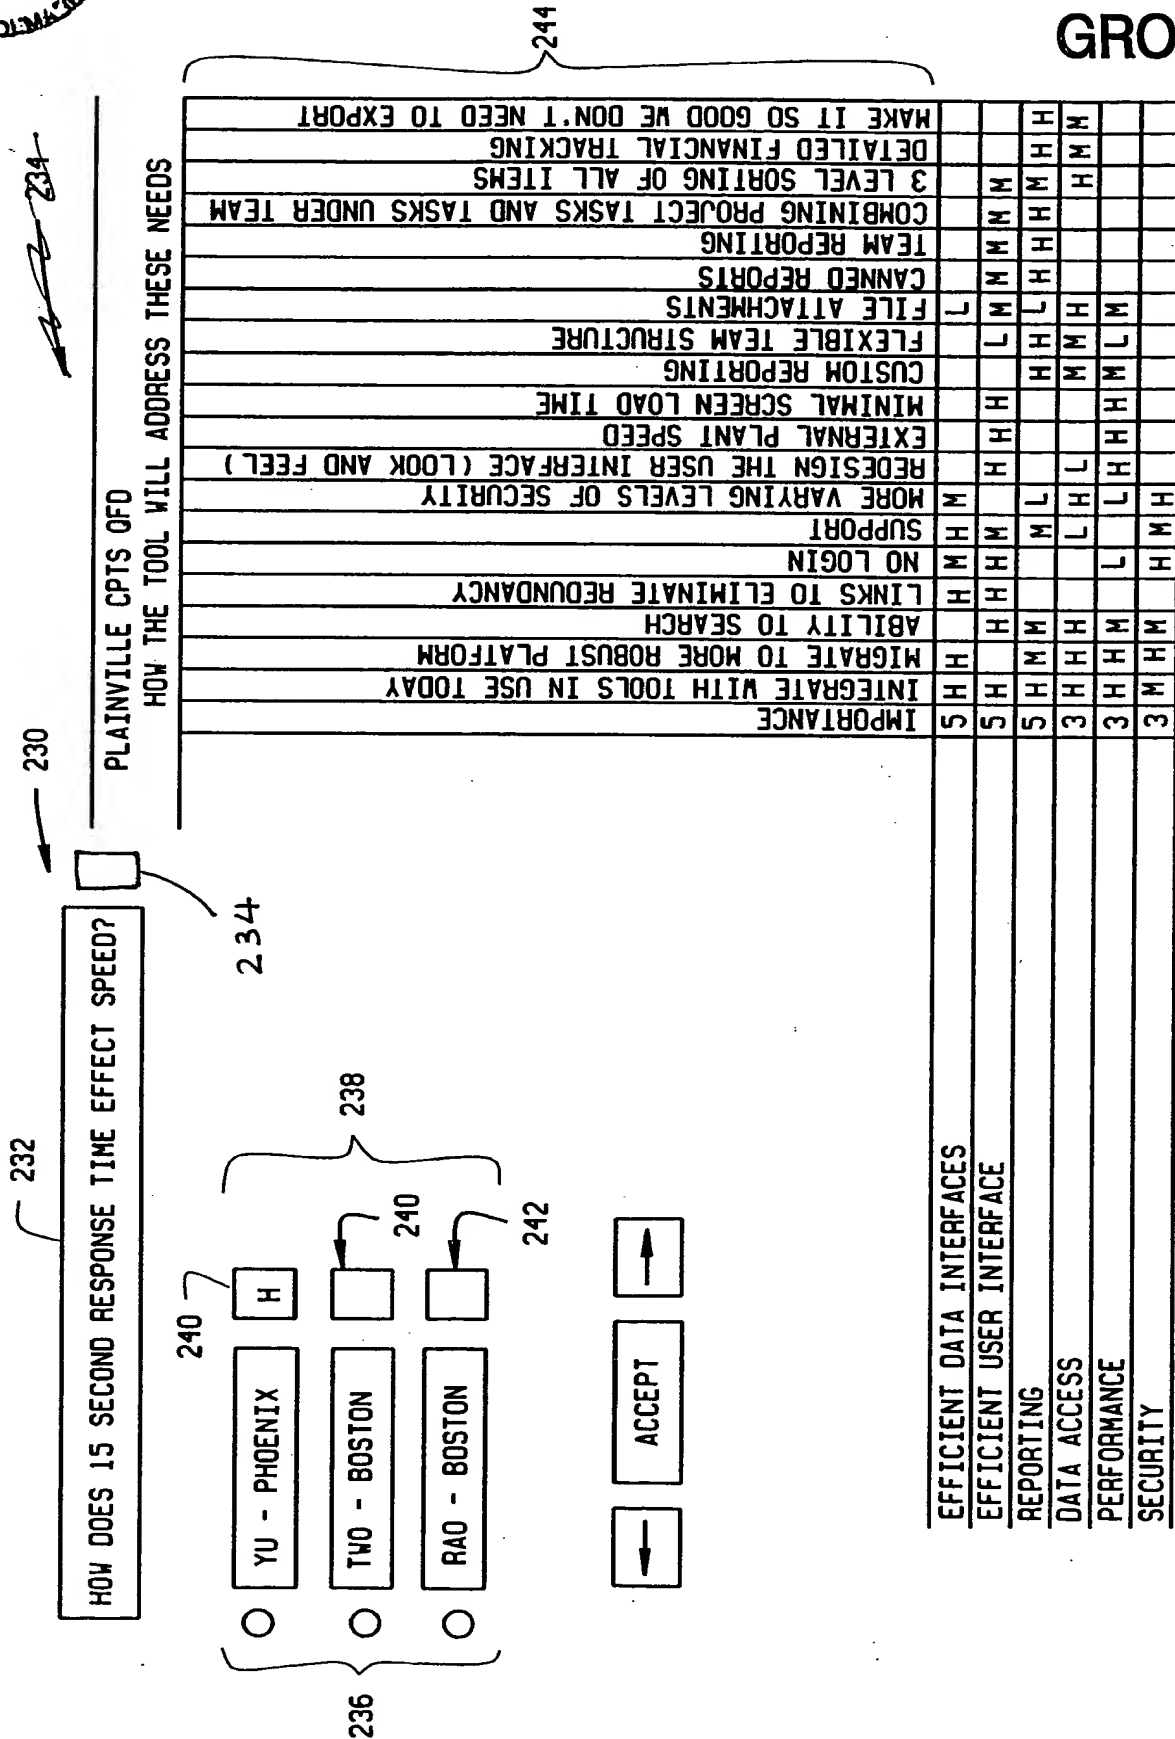 GRO
230
234
234
PLAINVILLE CPTS QFD
HOW THE TOOL WILL ADDRESS THESE NEEDS
232
HOW DOES 15 SECOND RESPONSE TIME EFFECT SPEED?
240
YU - PHOENIX H
TWO - BOSTON
240
RAO - BOSTON
242
236
238
ACCEPT
244
IMPORTANCE
INTEGRATE WITH TOOLS IN USE TODAY
MIGRATE TO MORE ROBUST PLATFORM
ABILITY TO SEARCH
LINKS TO ELIMINATE REDUNDANCY
NO LOGIN
SUPPORT
MORE VARYING LEVELS OF SECURITY
REDESIGN THE USER INTERFACE (LOOK AND FEEL)
EXTERNAL PLANT SPEED
MINIMAL SCREEN LOAD TIME
CUSTOM REPORTING
FLEXIBLE TEAM STRUCTURE
FILE ATTACHMENTS
CANNED REPORTS
TEAM REPORTING
COMBINING PROJECT TASKS AND TASKS UNDER TEAM
3 LEVEL SORTING OF ALL ITEMS
DETAILED FINANCIAL TRACKING
MAKE IT SO GOOD WE DON'T NEED TO EXPORT
EFFICIENT DATA INTERFACES 5 H H H M H M L
EFFICIENT USER INTERFACE 5 H H H H M H H H L M M M M M
REPORTING 5 H M M M L H H L H H H M H H
DATA ACCESS 3 H H H L H L M M H H M M
PERFORMANCE 3 H H M L L H H H M L M
SECURITY 3 M H M H M H